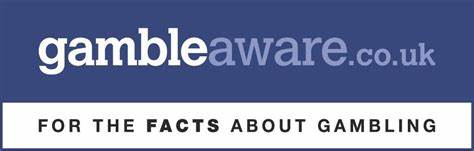 gambleaware.co.uk
FOR THE FACTS ABOUT GAMBLING